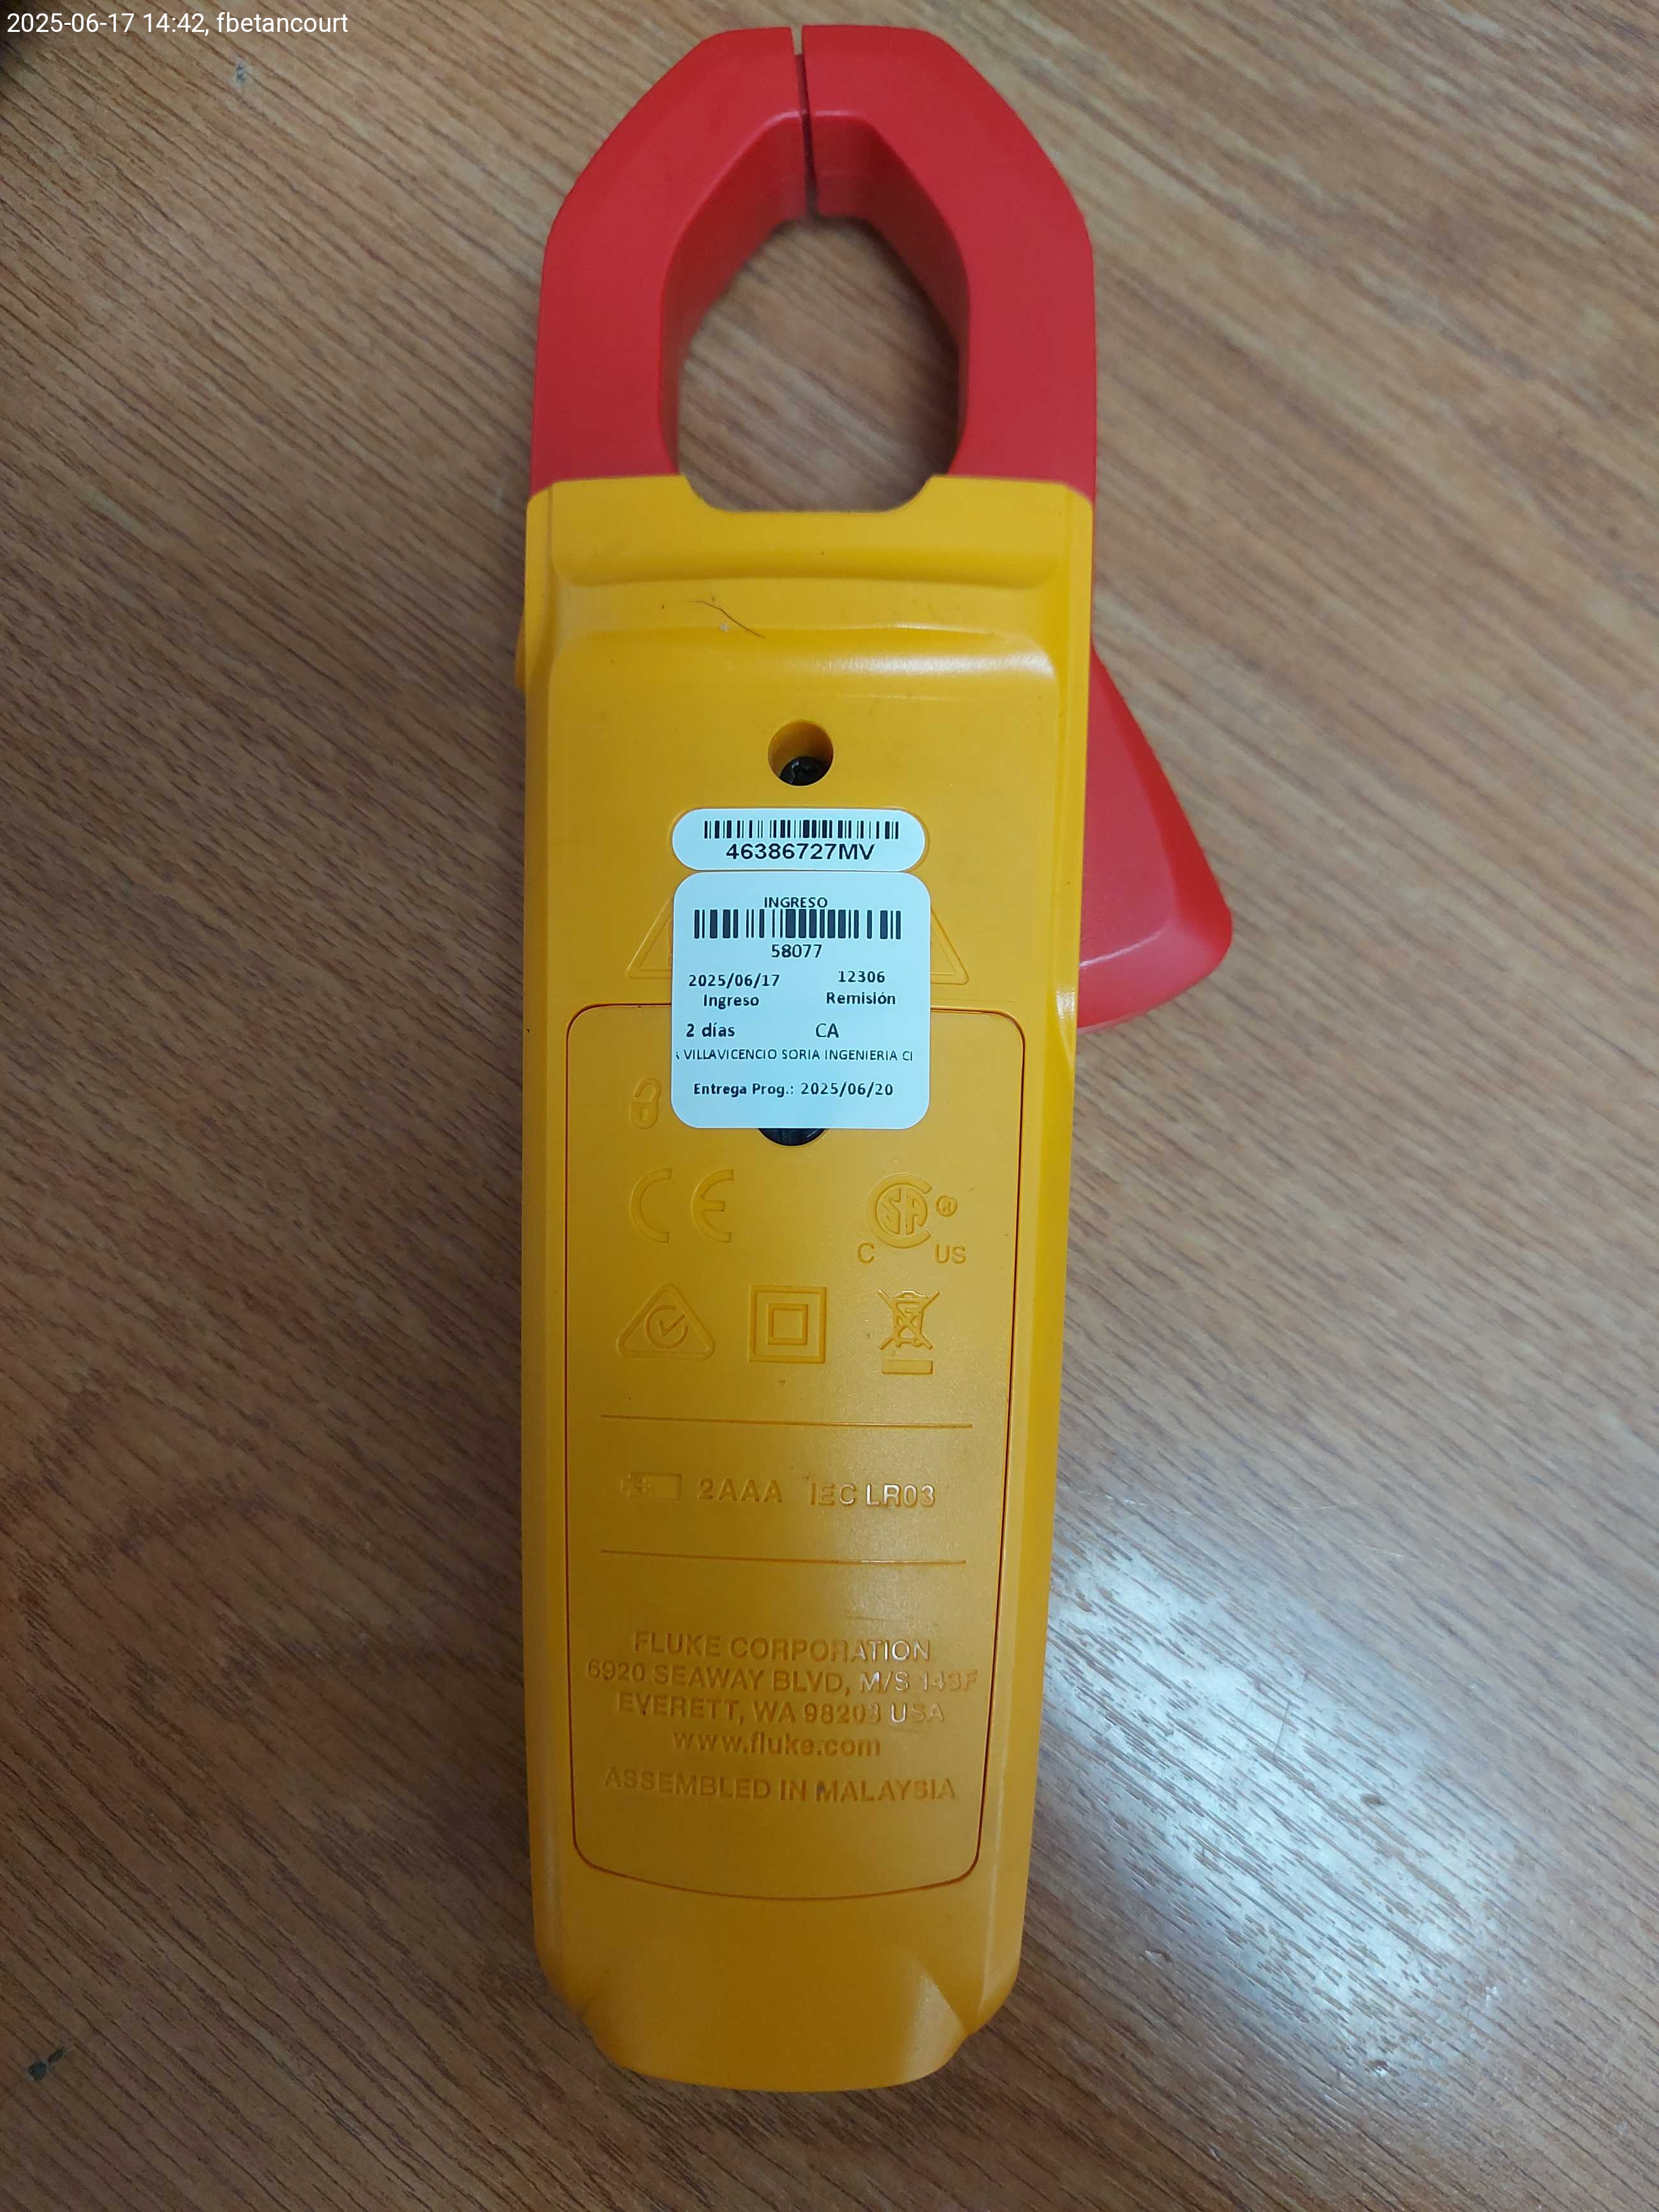 2025-06-17 14:42, fbetancourt
46386727MV
INGRESO
58077
2025/06/17 12306
Ingreso Remisión
2 días CA
VILLAVICENCIO SORIA INGENIERIA CI
Entrega Prog.: 2025/06/20
CE
SA ®
C US
2AAA IEC LR03
FLUKE CORPORATION
6920 SEAWAY BLVD, M/S 143F
EVERETT, WA 98203 USA
www.fluke.com
ASSEMBLED IN MALAYSIA